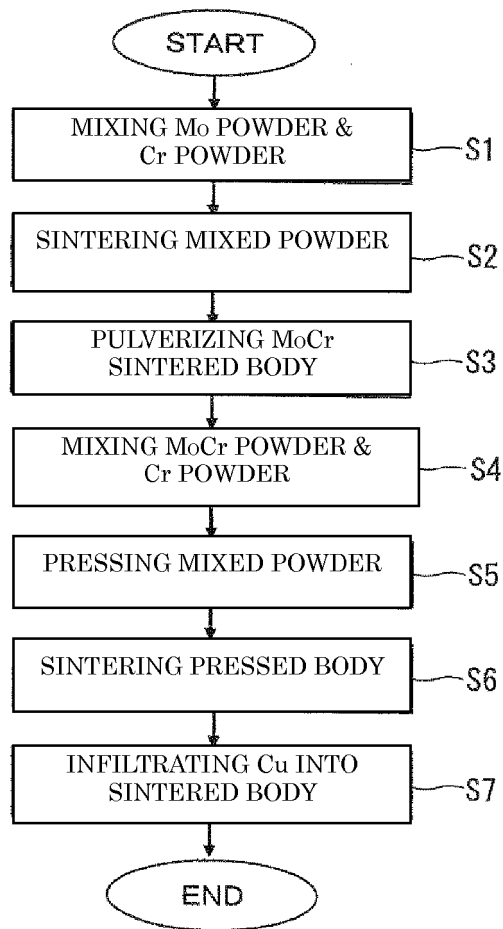 START
MIXING Mo POWDER &
Cr POWDER
S1
SINTERING MIXED POWDER
S2
PULVERIZING MoCr
SINTERED BODY
S3
MIXING MoCr POWDER &
Cr POWDER
S4
PRESSING MIXED POWDER
S5
SINTERING PRESSED BODY
S6
INFILTRATING Cu INTO
SINTERED BODY
S7
END